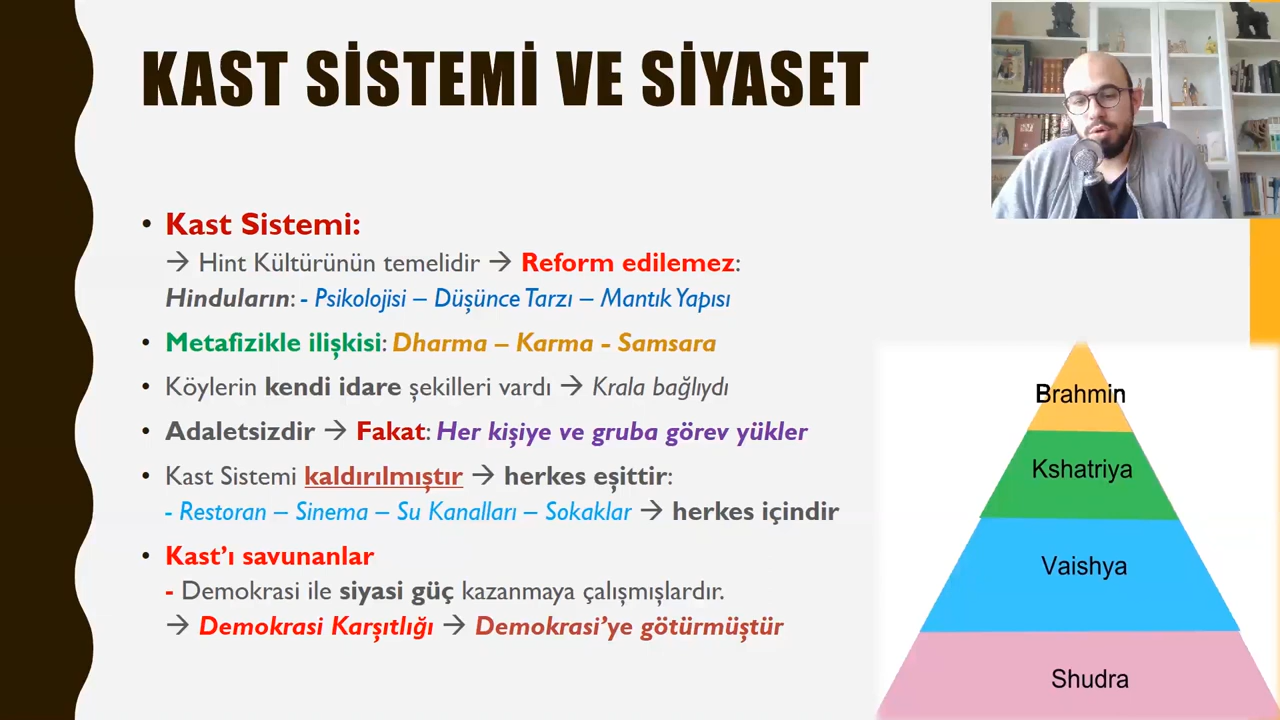 KAST SİSTEMİ VE SİYASET
• Kast Sistemi:
→ Hint Kültürünün temelidir → Reform edilemez:
Hinduların: - Psikolojisi – Düşünce Tarzı – Mantık Yapısı
• Metafizikle ilişkisi: Dharma – Karma - Samsara
• Köylerin kendi idare şekilleri vardı → Krala bağlıydı
• Adaletsizdir → Fakat: Her kişiye ve gruba görev yükler
• Kast Sistemi kaldırılmıştır → herkes eşittir:
- Restoran – Sinema – Su Kanalları – Sokaklar → herkes içindir
• Kast’ı savunanlar
- Demokrasi ile siyasi güç kazanmaya çalışmışlardır.
→ Demokrasi Karşıtlığı → Demokrasi’ye götürmüştür
Brahmin
Kshatriya
Vaishya
Shudra